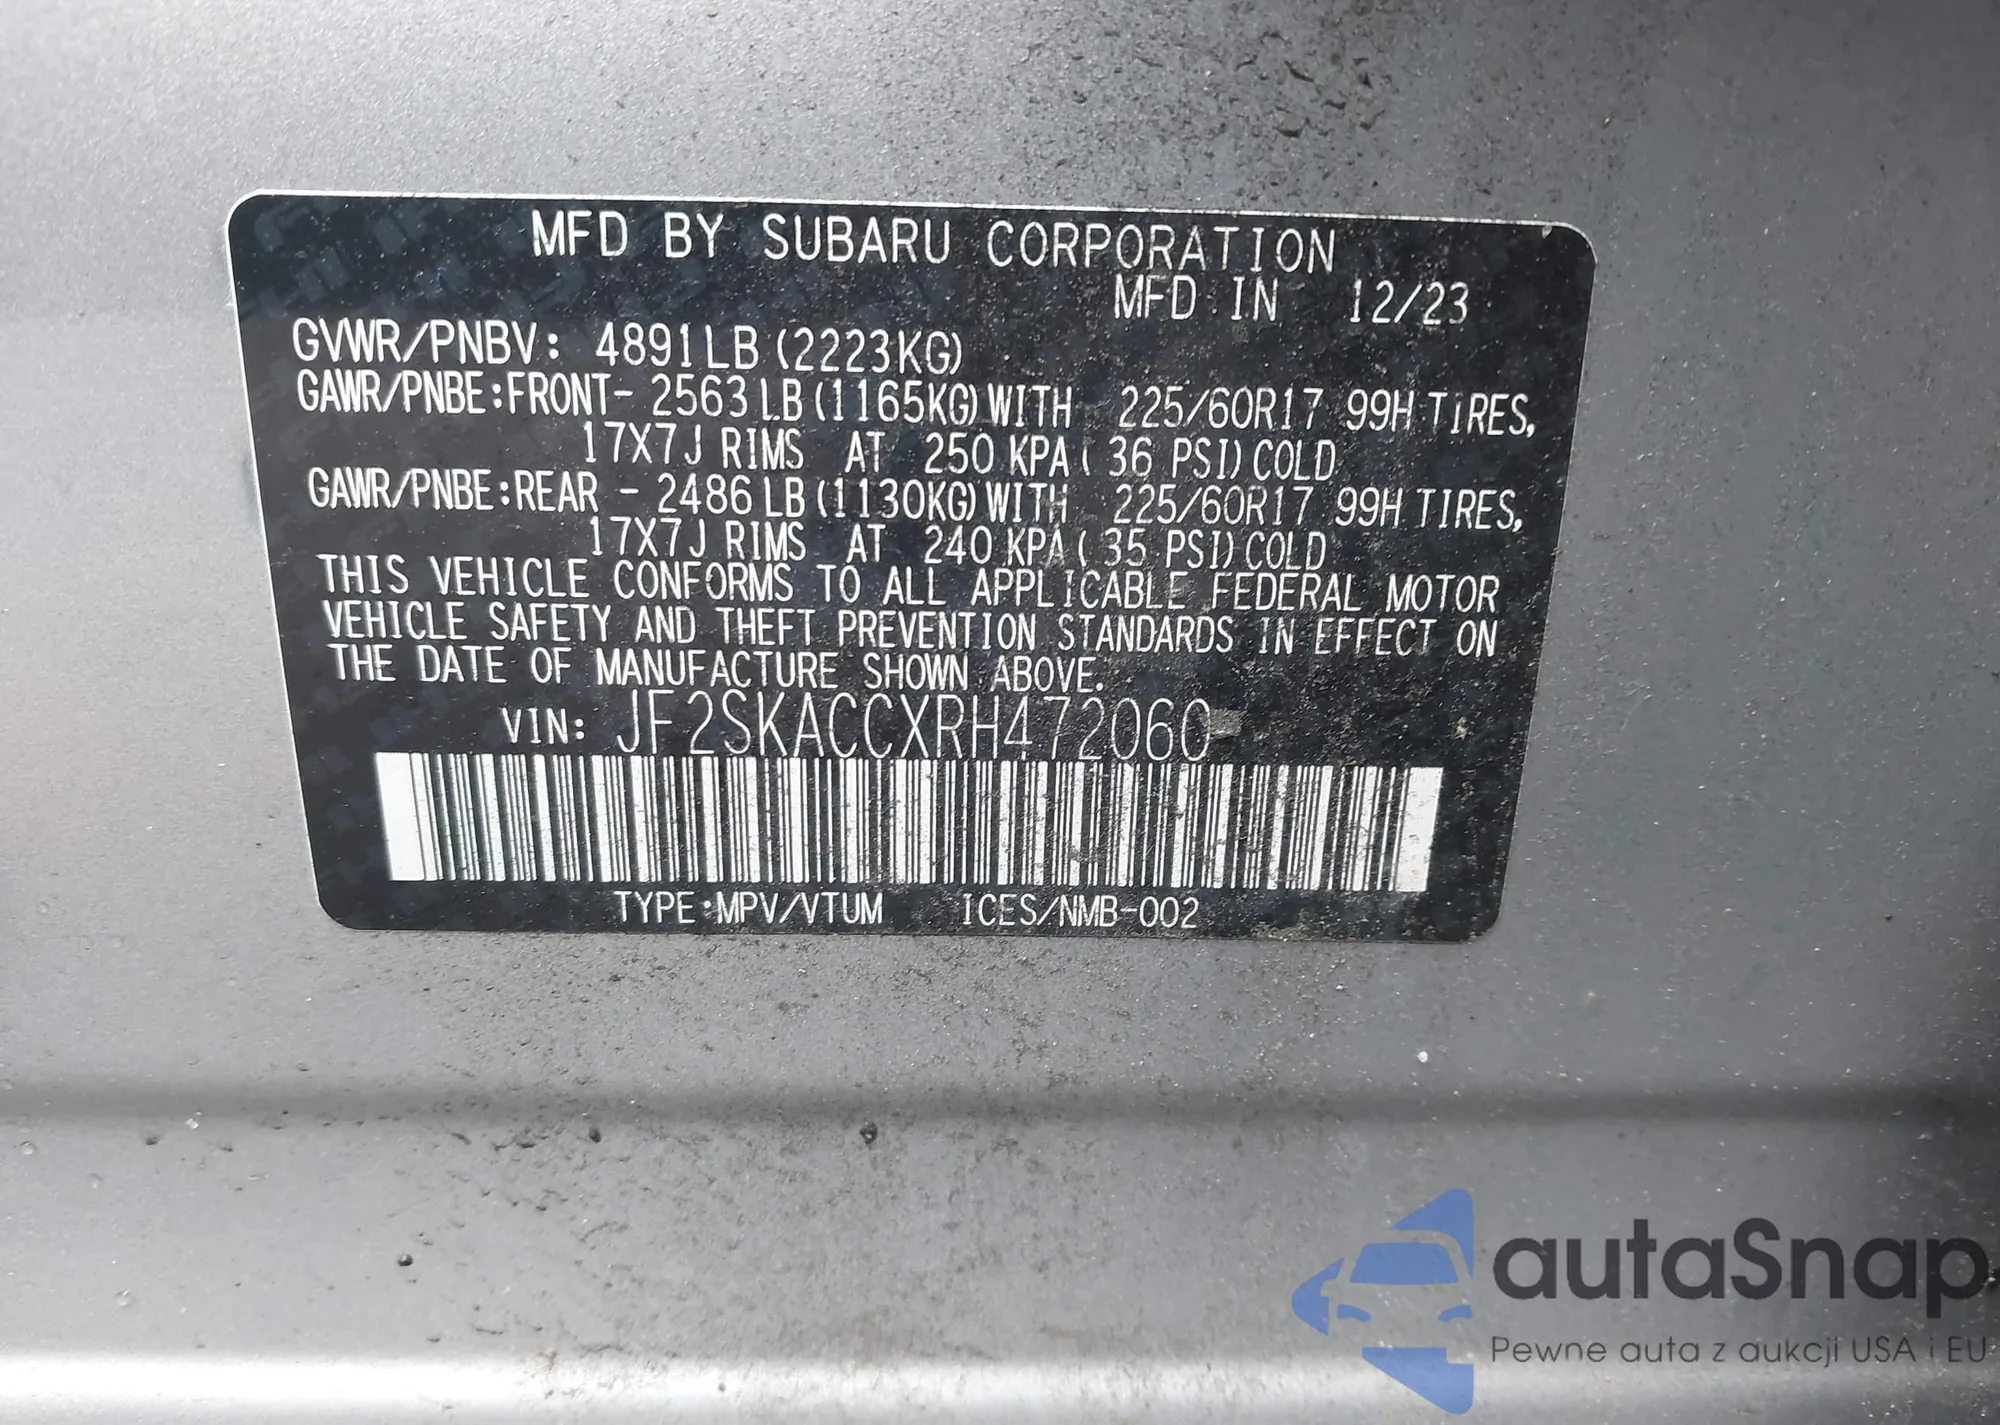 MFD BY SUBARU CORPORATION
MFD IN 12/23
GVWR/PNBV: 4891LB(2223KG)
GAWR/PNBE:FRONT- 2563LB(1165KG)WITH 225/60R17 99H TIRES,
17X7J RIMS AT 250 KPA( 36 PSI)COLD
GAWR/PNBE:REAR - 2486LB(1130KG)WITH 225/60R17 99H TIRES,
17X7J RIMS AT 240 KPA( 35 PSI)COLD
THIS VEHICLE CONFORMS TO ALL APPLICABLE FEDERAL MOTOR
VEHICLE SAFETY AND THEFT PREVENTION STANDARDS IN EFFECT ON
THE DATE OF MANUFACTURE SHOWN ABOVE.
VIN: JF2SKACCXRH472060
TYPE:MPV/VTUM ICES/NMB-002
autaSnap
Pewne auta z aukcji USA i EU